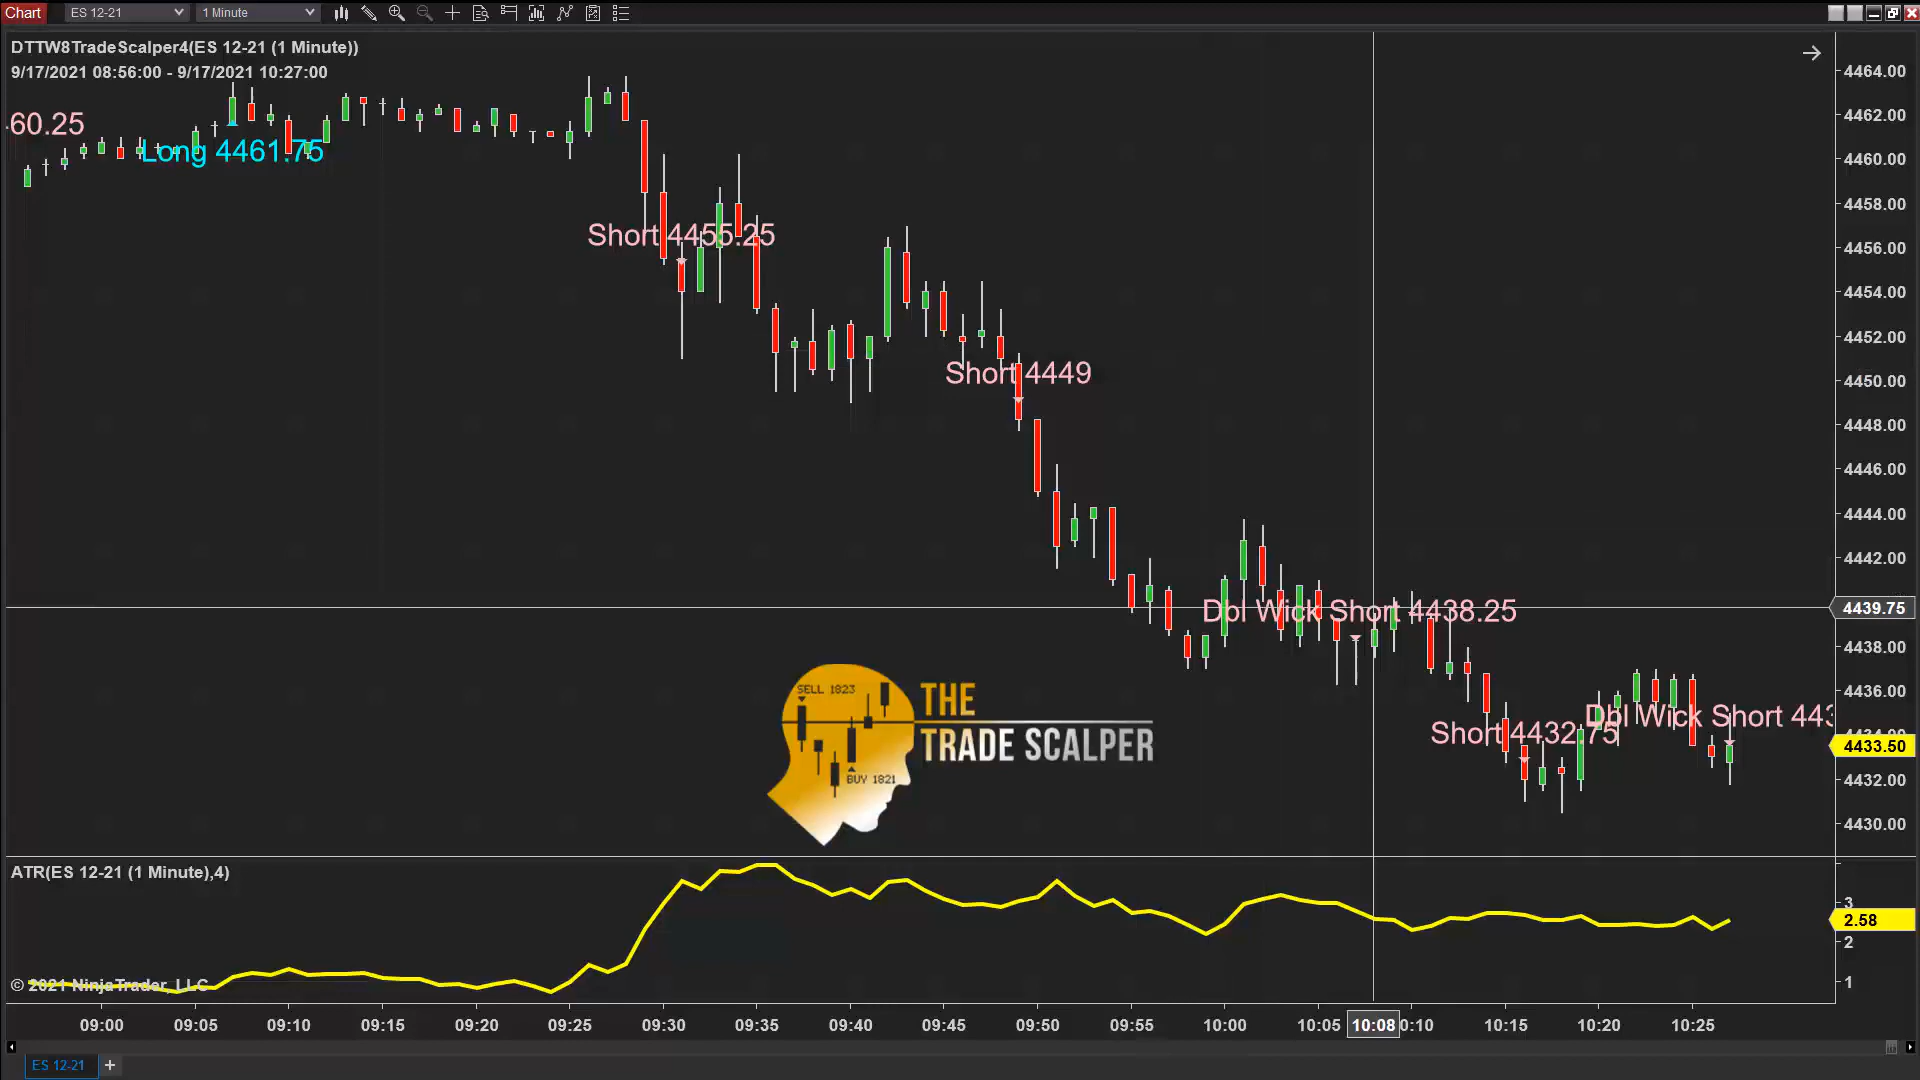 Chart ES 12-21 1 Minute
DTTW8TradeScalper4(ES 12-21 (1 Minute))
9/17/2021 08:56:00 - 9/17/2021 10:27:00
60.25
Long 4461.75
Short 4455.25
Short 4449
Dbl Wick Short 4438.25
Short 4432.75
Dbl Wick Short 443
4464.00
4462.00
4460.00
4458.00
4456.00
4454.00
4452.00
4450.00
4448.00
4446.00
4444.00
4442.00
4439.75
4438.00
4436.00
4433.50
4432.00
4430.00
SELL 1823
BUY 1821
THE
TRADE SCALPER
ATR(ES 12-21 (1 Minute),4)
3
2.58
2
1
© 2021 NinjaTrader, LLC
09:00 09:05 09:10 09:15 09:20 09:25 09:30 09:35 09:40 09:45 09:50 09:55 10:00 10:05 10:08 0:10 10:15 10:20 10:25
ES 12-21 +